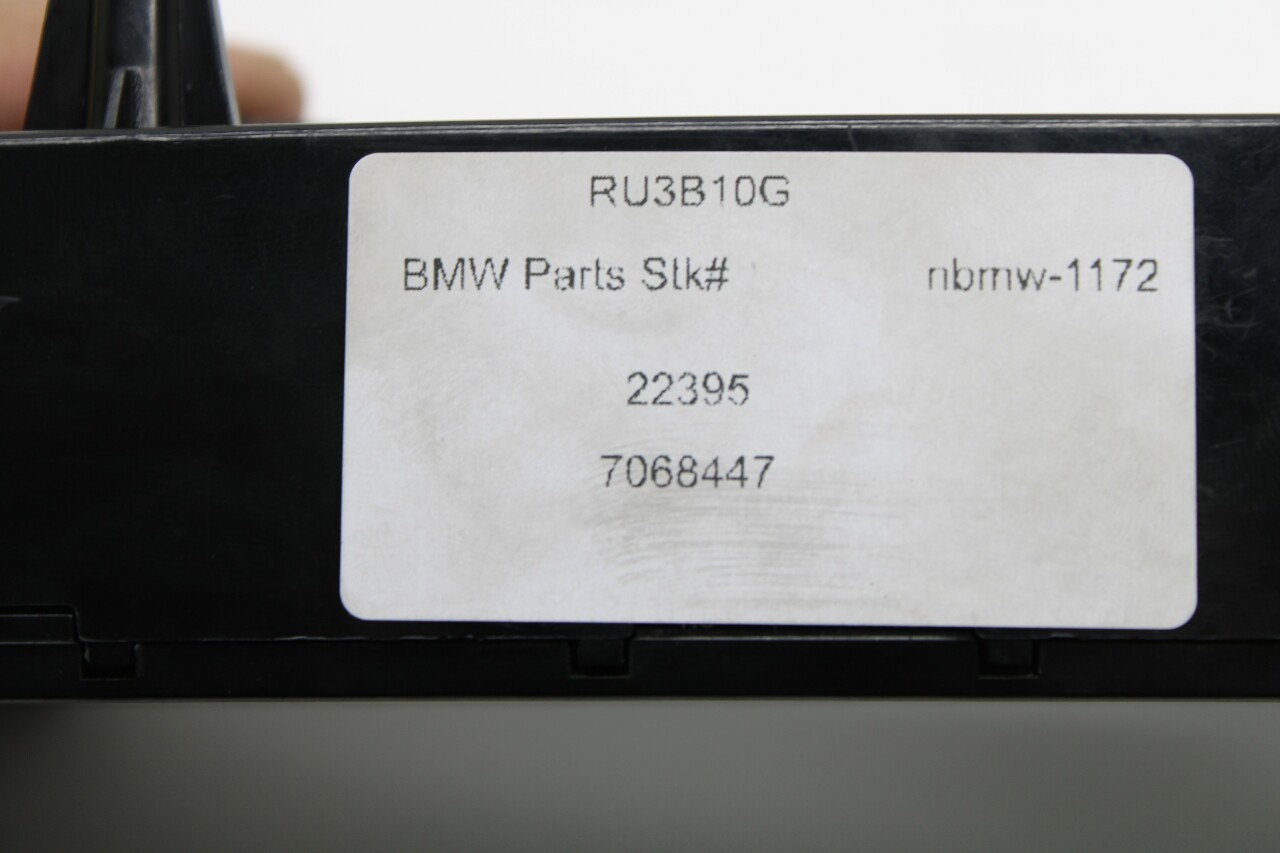 RU3B10G
BMW Parts Stk# nbmw-1172
22395
7068447